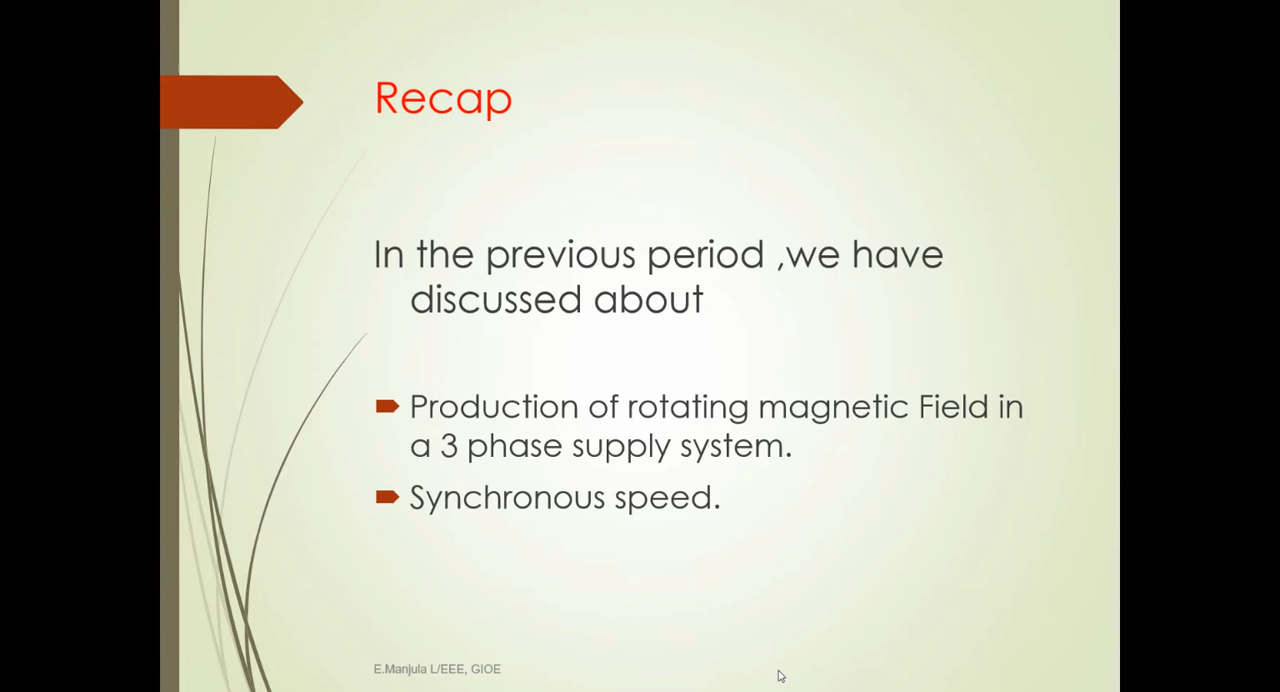 Recap
In the previous period ,we have
discussed about
Production of rotating magnetic Field in
a 3 phase supply system.
Synchronous speed.
E.Manjula L/EEE, GIOE